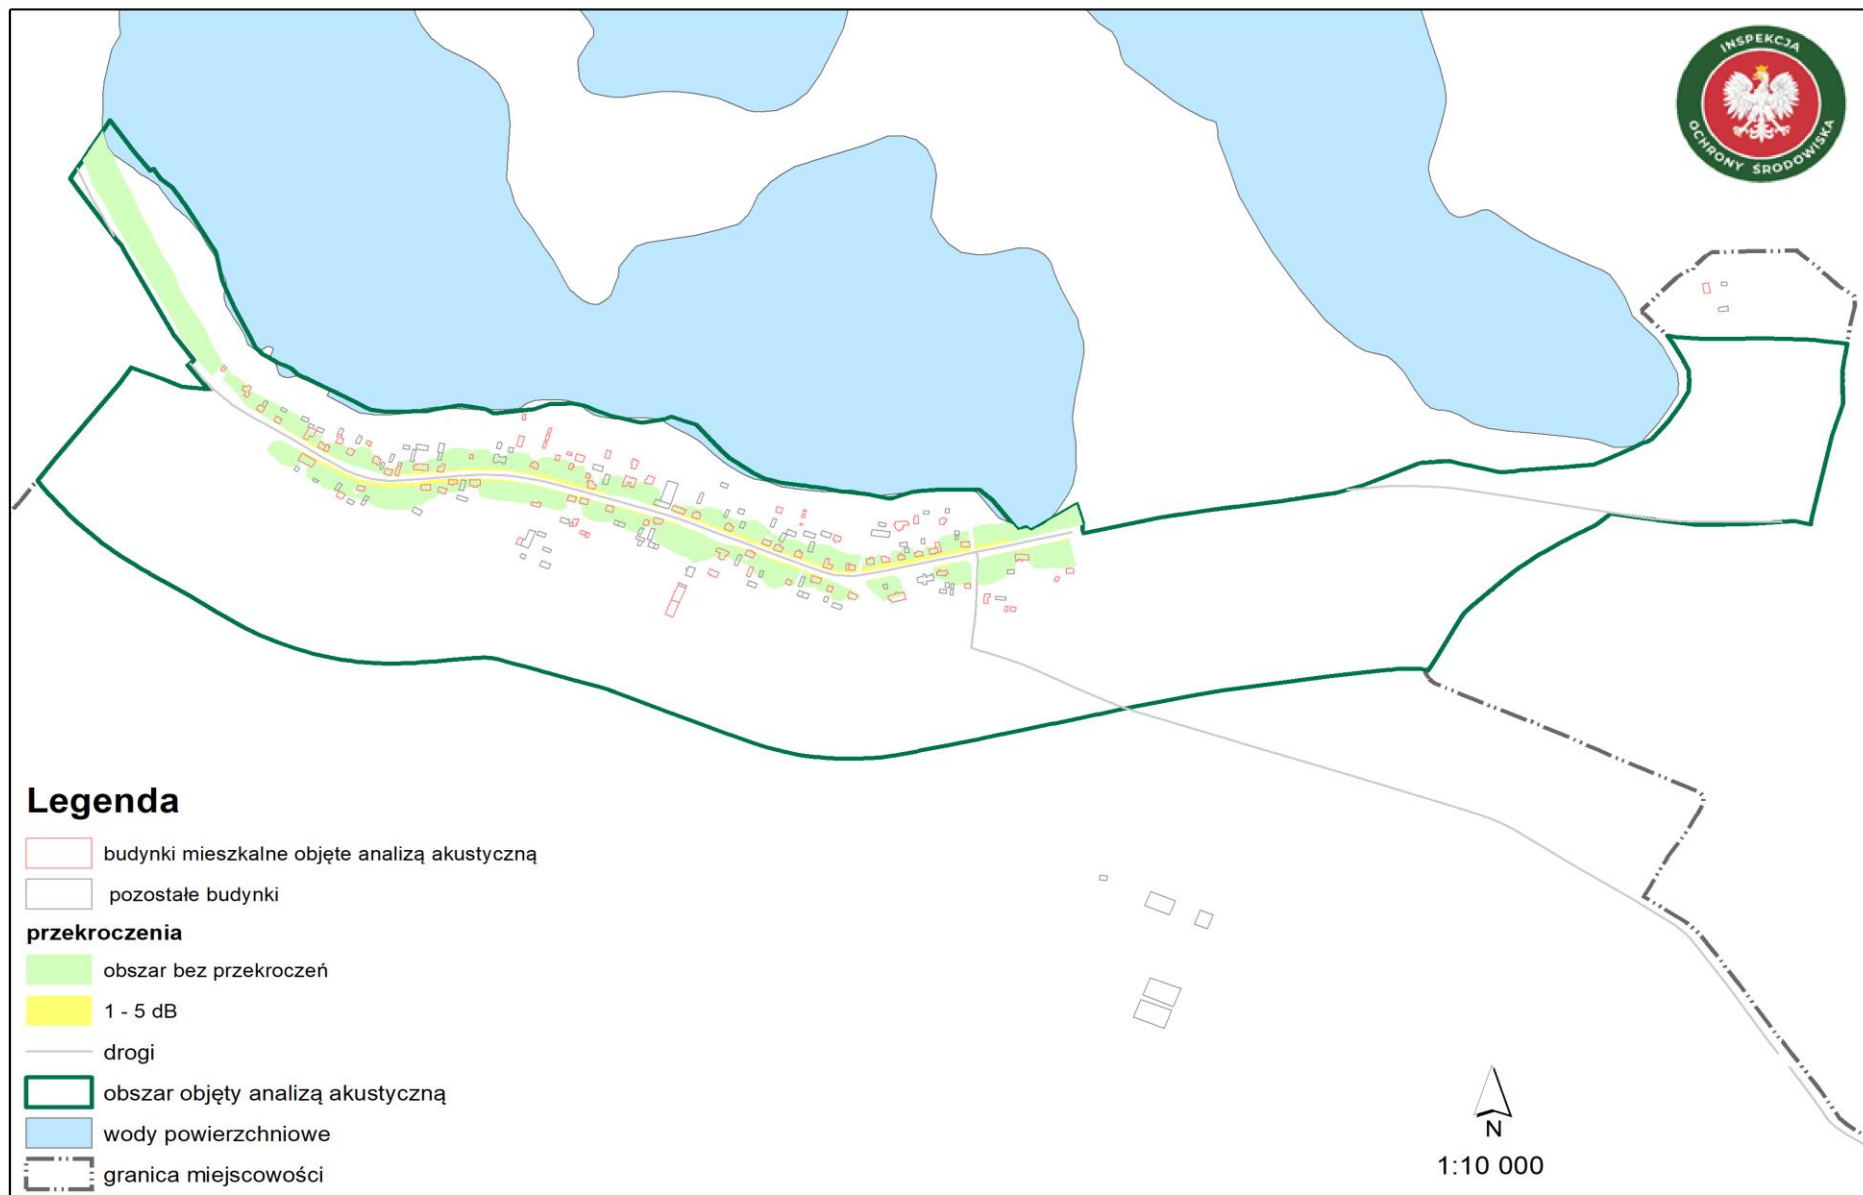 INSPEKCJA
OCHRONY ŚRODOWISKA
Legenda
budynki mieszkalne objęte analizą akustyczną
pozostałe budynki
przekroczenia
obszar bez przekroczeń
1 - 5 dB
drogi
obszar objęty analizą akustyczną
wody powierzchniowe
granica miejscowości
N
1:10 000